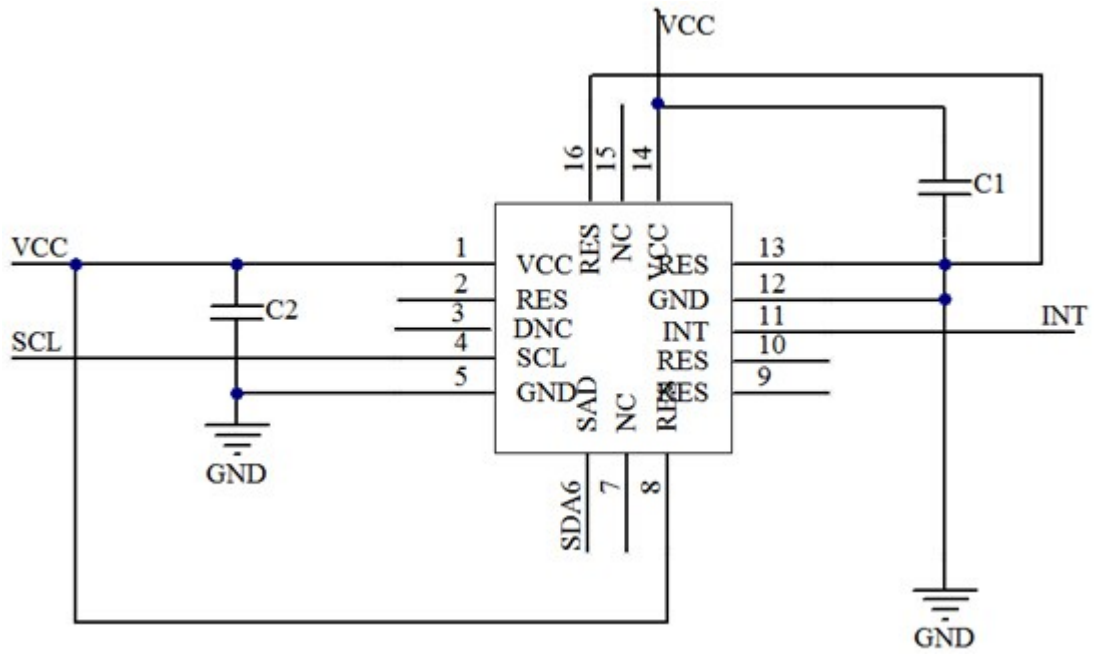 VCC
16
15
14
C1
RES
NC
VCC
VCC
1
VCC
RES
13
2
RES
GND
12
C2
3
DNC
INT
11
INT
SCL
4
SCL
RES
10
5
GND
RES
9
SAD
NC
RES
GND
SDA6
7
8
GND